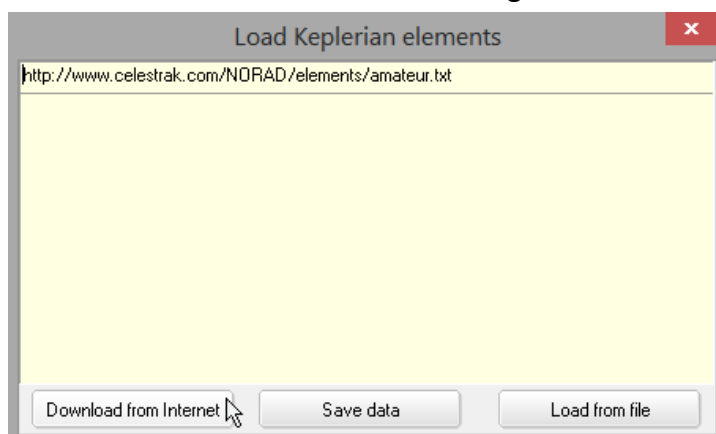 Load Keplerian elements
http://www.celestrak.com/NORAD/elements/amateur.txt
Download from Internet Save data Load from file